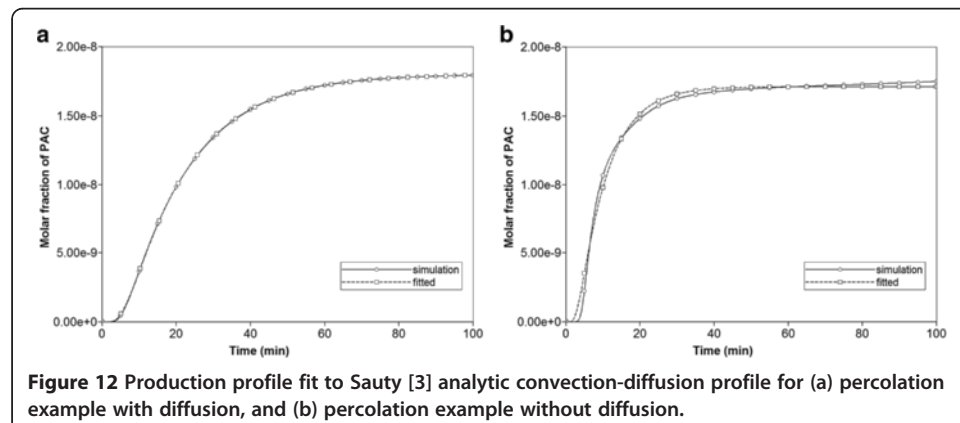 a
2.00e-8
1.50e-8
1.00e-8
5.00e-9
0.00e+0
Molar fraction of PAC
0
20
40
60
80
100
Time (min)
simulation
fitted
b
2.00e-8
1.50e-8
1.00e-8
5.00e-9
0.00e+0
Molar fraction of PAC
0
20
40
60
80
100
Time (min)
simulation
fitted
Figure 12 Production profile fit to Sauty [3] analytic convection-diffusion profile for (a) percolation
example with diffusion, and (b) percolation example without diffusion.